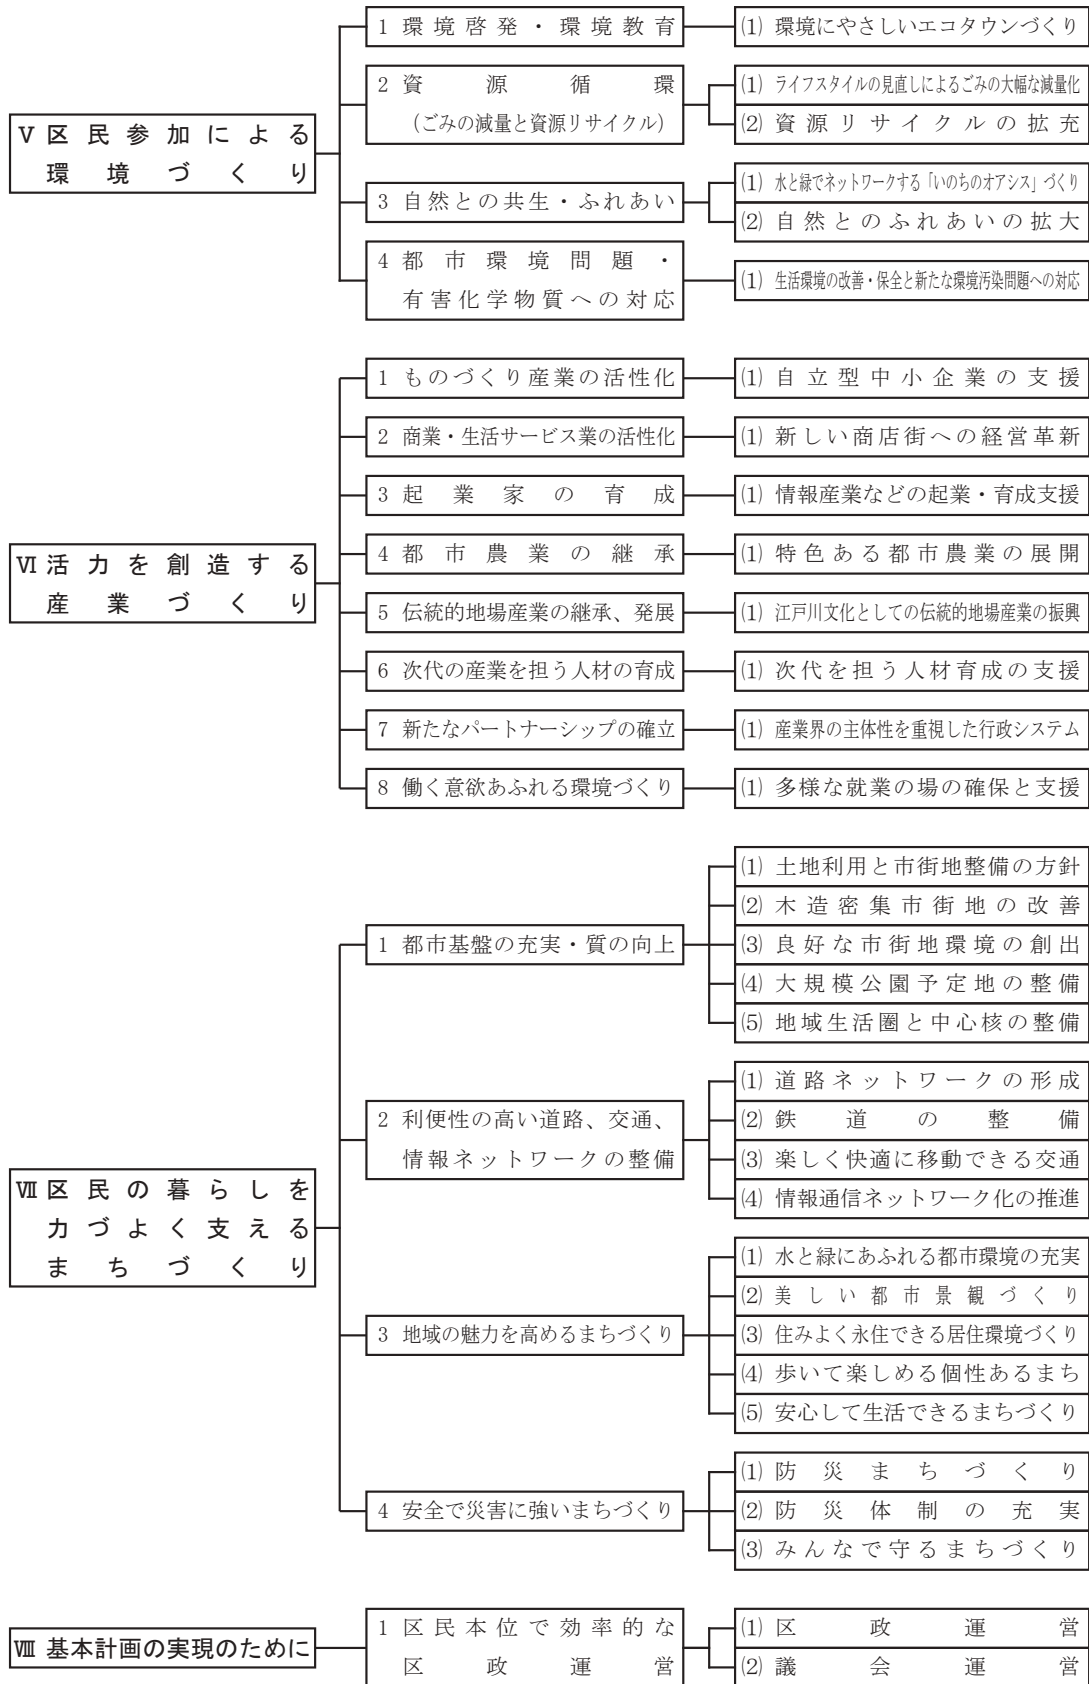 Ⅴ 区民参加による
環境づくり
1 環境啓発・環境教育
(1) 環境にやさしいエコタウンづくり
2 資源循環
(ごみの減量と資源リサイクル)
(1) ライフスタイルの見直しによるごみの大幅な減量化
(2) 資源リサイクルの拡充
3 自然との共生・ふれあい
(1) 水と緑でネットワークする「いのちのオアシス」づくり
(2) 自然とのふれあいの拡大
4 都市環境問題・
有害化学物質への対応
(1) 生活環境の改善・保全と新たな環境汚染問題への対応
Ⅵ 活力を創造する
産業づくり
1 ものづくり産業の活性化
(1) 自立型中小企業の支援
2 商業・生活サービス業の活性化
(1) 新しい商店街への経営革新
3 起業家の育成
(1) 情報産業などの起業・育成支援
4 都市農業の継承
(1) 特色ある都市農業の展開
5 伝統的地場産業の継承、発展
(1) 江戸川文化としての伝統的地場産業の振興
6 次代の産業を担う人材の育成
(1) 次代を担う人材育成の支援
7 新たなパートナーシップの確立
(1) 産業界の主体性を重視した行政システム
8 働く意欲あふれる環境づくり
(1) 多様な就業の場の確保と支援
Ⅶ 区民の暮らしを
力づよく支える
まちづくり
1 都市基盤の充実・質の向上
(1) 土地利用と市街地整備の方針
(2) 木造密集市街地の改善
(3) 良好な市街地環境の創出
(4) 大規模公園予定地の整備
(5) 地域生活圏と中心核の整備
2 利便性の高い道路、交通、
情報ネットワークの整備
(1) 道路ネットワークの形成
(2) 鉄道の整備
(3) 楽しく快適に移動できる交通
(4) 情報通信ネットワーク化の推進
3 地域の魅力を高めるまちづくり
(1) 水と緑にあふれる都市環境の充実
(2) 美しい都市景観づくり
(3) 住みよく永住できる居住環境づくり
(4) 歩いて楽しめる個性あるまち
(5) 安心して生活できるまちづくり
4 安全で災害に強いまちづくり
(1) 防災まちづくり
(2) 防災体制の充実
(3) みんなで守るまちづくり
Ⅷ 基本計画の実現のために
1 区民本位で効率的な
区政運営
(1) 区政運営
(2) 議会運営